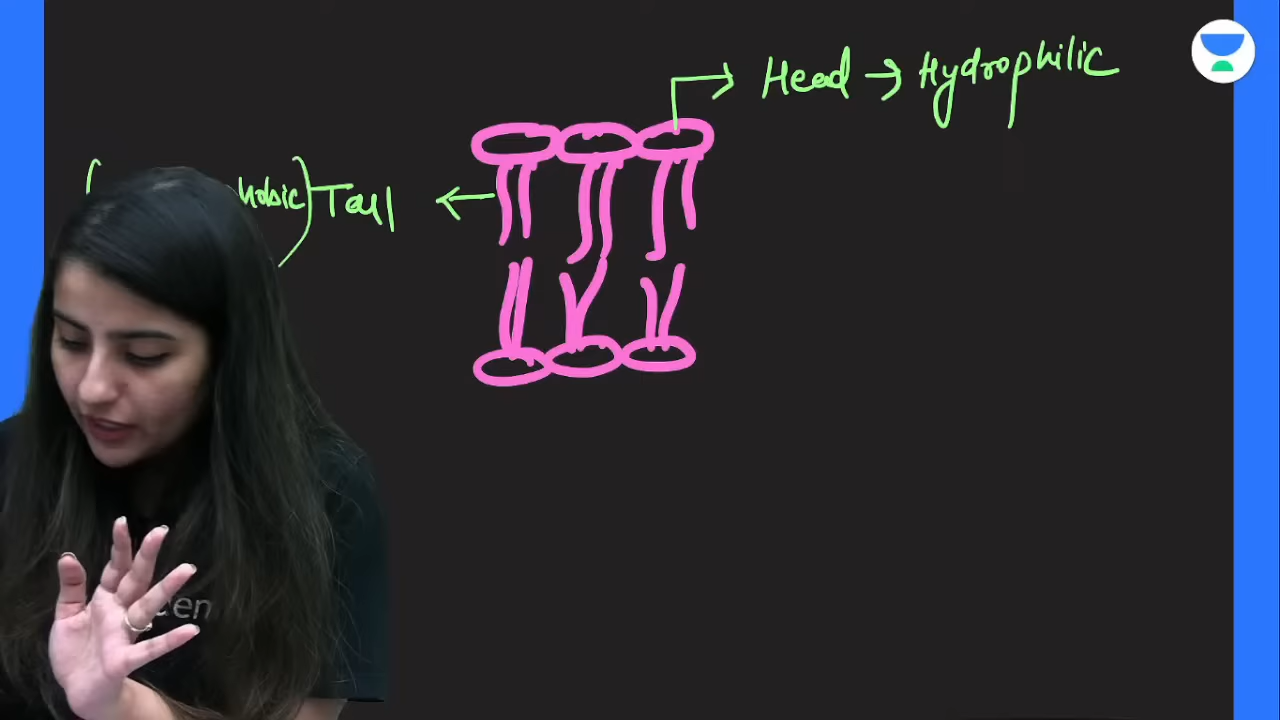 Head → Hydrophilic
hobic) Tail ←